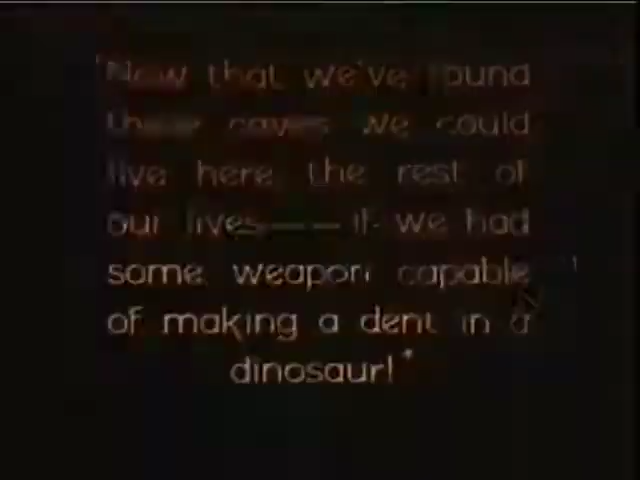 "Now that we've found
these caves we could
live here the rest of
our lives—— if we had
some weapon capable
of making a dent in a
dinosaur!"